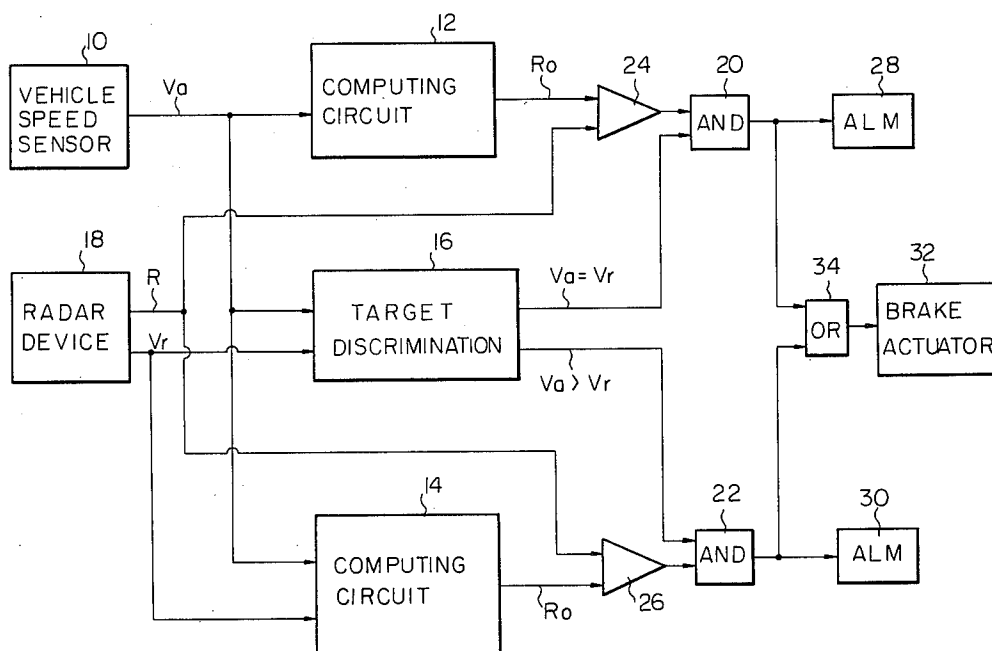 10
VEHICLE
SPEED
SENSOR
Va
12
COMPUTING
CIRCUIT
Ro
24
20
AND
28
ALM
18
RADAR
DEVICE
R
Vr
16
TARGET
DISCRIMINATION
Va = Vr
Va > Vr
34
OR
32
BRAKE
ACTUATOR
14
COMPUTING
CIRCUIT
Ro
26
22
AND
30
ALM